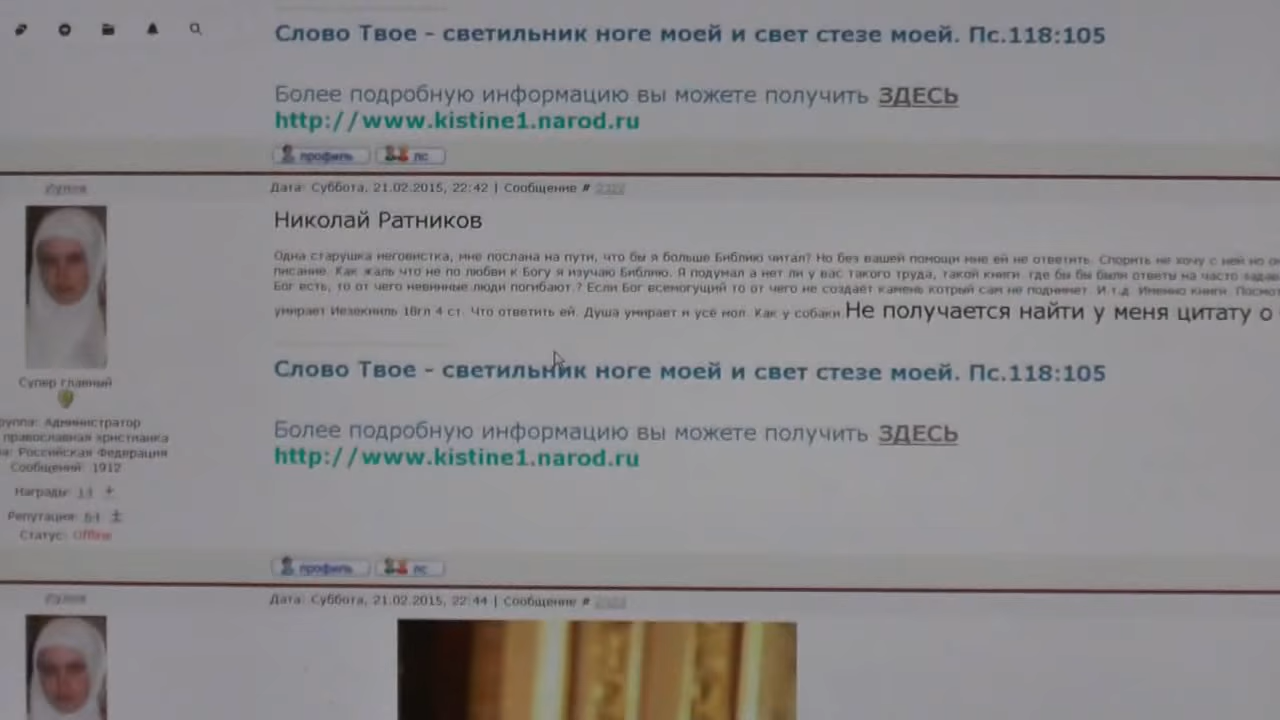 Слово Твое - светильник ноге моей и свет стезе моей. Пс.118:105
Более подробную информацию вы можете получить ЗДЕСЬ
http://www.kistine1.narod.ru
профиль лс
Дата: Суббота, 21.02.2015, 22:42 | Сообщение #
Николай Ратников
Одна старушка неговистка, мне послана на пути, что бы я больше Библию читал? Но без вашей помощи мне ей не ответить. Спорить не хочу с ней но
писание. Как жаль что не по любви к Богу я изучаю Библию. Я подумал а нет ли у вас такого труда, такой книги. где бы бы были ответы на часто
Бог есть, то от чего невинные люди погибают.? Если Бог всемогущий то от чего не создает камень котрый сам не поднимет. И т.д. Именно книги.
умирает Иезекииль 18гл 4 ст. Что ответить ей. Душа умирает и усё мол. Как у собаки.Не получается найти у меня цитату о
Супер главный
Администратор
православная христианка
Российская Федерация
Сообщений: 1912
Награды: 13 +
Репутация: 64 ±
Статус: Offline
Слово Твое - светильник ноге моей и свет стезе моей. Пс.118:105
Более подробную информацию вы можете получить ЗДЕСЬ
http://www.kistine1.narod.ru
профиль лс
Дата: Суббота, 21.02.2015, 22:44 | Сообщение #